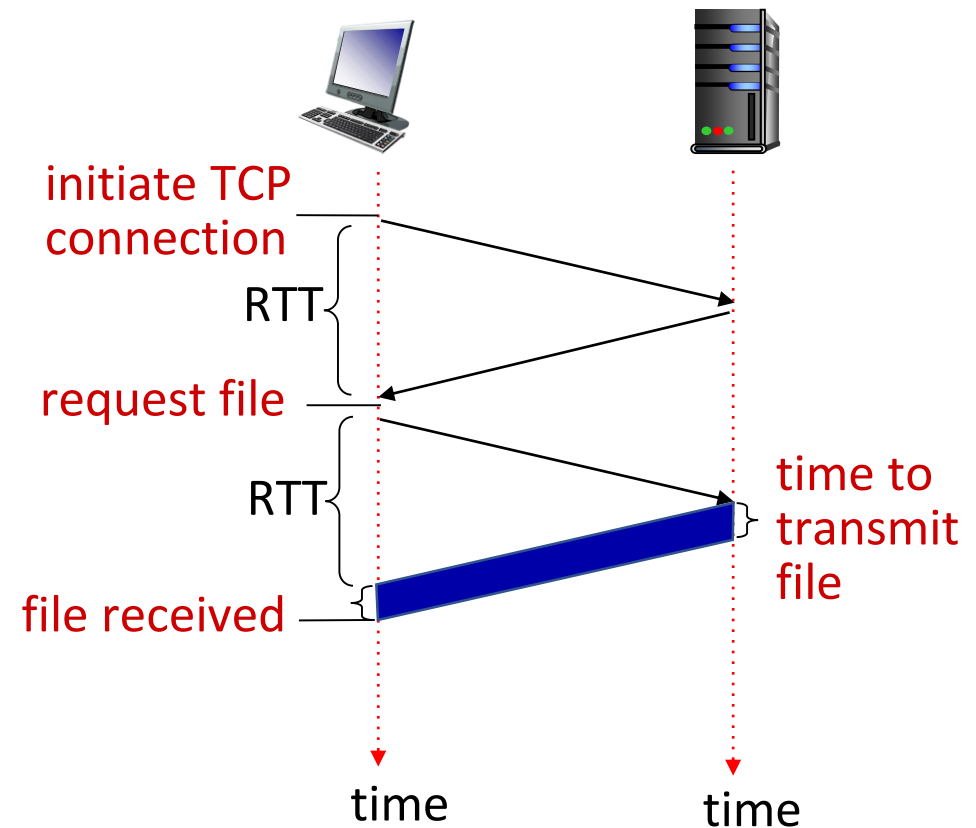 initiate TCP
connection
RTT
request file
RTT
time to
transmit
file
file received
time
time